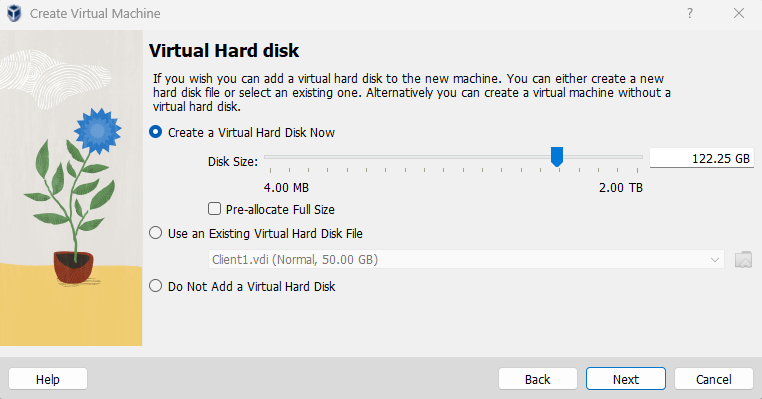 Create Virtual Machine
?
Virtual Hard disk
If you wish you can add a virtual hard disk to the new machine. You can either create a new
hard disk file or select an existing one. Alternatively you can create a virtual machine without a
virtual hard disk.
Create a Virtual Hard Disk Now
Disk Size:
122.25 GB
4.00 MB
2.00 TB
Pre-allocate Full Size
Use an Existing Virtual Hard Disk File
Client1.vdi (Normal, 50.00 GB)
Do Not Add a Virtual Hard Disk
Help
Back
Next
Cancel